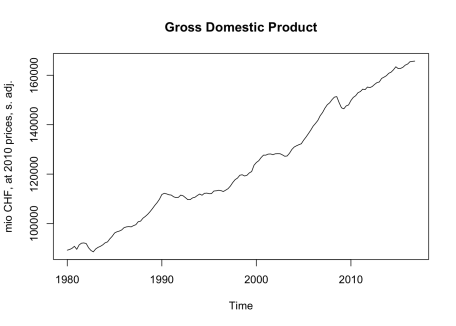 Gross Domestic Product
mio CHF, at 2010 prices, s. adj.
160000
140000
120000
100000
1980
1990
2000
2010
Time